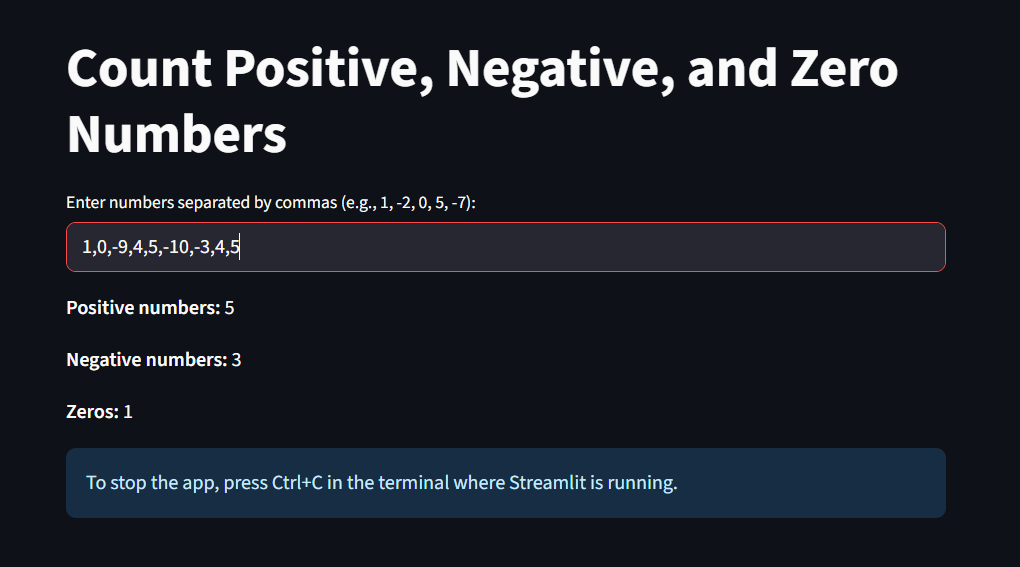 Count Positive, Negative, and Zero
Numbers
Enter numbers separated by commas (e.g., 1, -2, 0, 5, -7):
1,0,-9,4,5,-10,-3,4,5
Positive numbers: 5
Negative numbers: 3
Zeros: 1
To stop the app, press Ctrl+C in the terminal where Streamlit is running.